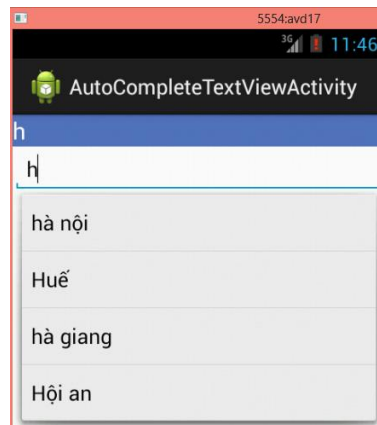 5554:avd17
3G 11:46
AutoCompleteTextViewActivity
h
h
hà nội
Huế
hà giang
Hội an